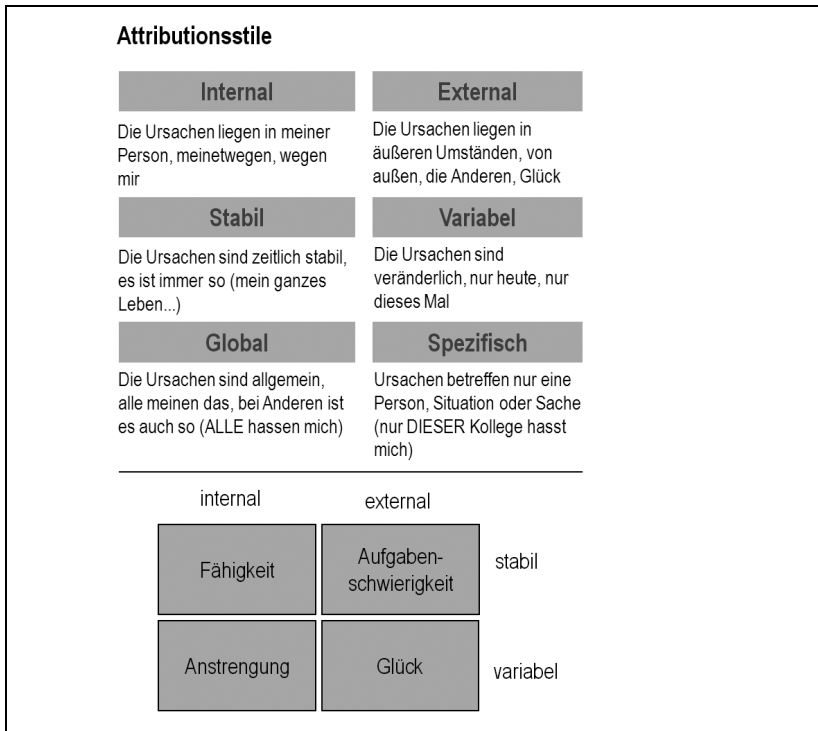 Attributionsstile
Internal
External
Die Ursachen liegen in meiner
Person, meinetwegen, wegen
mir
Die Ursachen liegen in
äußeren Umständen, von
außen, die Anderen, Glück
Stabil
Variabel
Die Ursachen sind zeitlich stabil,
es ist immer so (mein ganzes
Leben...)
Die Ursachen sind
veränderlich, nur heute, nur
dieses Mal
Global
Spezifisch
Die Ursachen sind allgemein,
alle meinen das, bei Anderen ist
es auch so (ALLE hassen mich)
Ursachen betreffen nur eine
Person, Situation oder Sache
(nur DIESER Kollege hasst
mich)
internal
external
Fähigkeit
Aufgaben-
schwierigkeit
stabil
Anstrengung
Glück
variabel